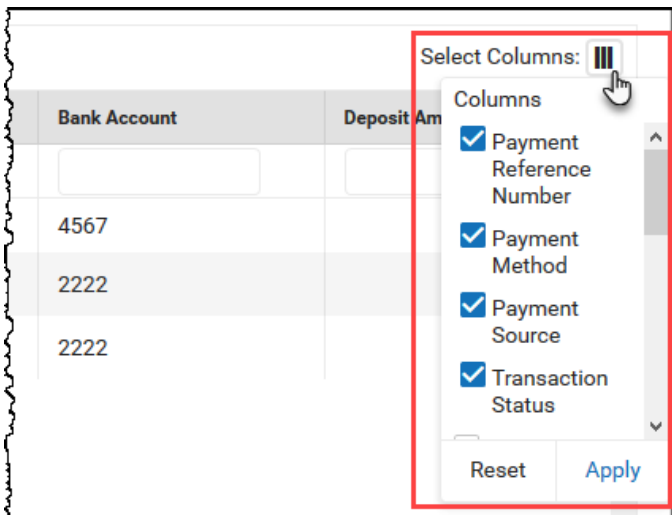 Select Columns:
Bank Account
Deposit Am
Columns
Payment
Reference
Number
Payment
Method
Payment
Source
Transaction
Status
4567
2222
2222
Reset
Apply